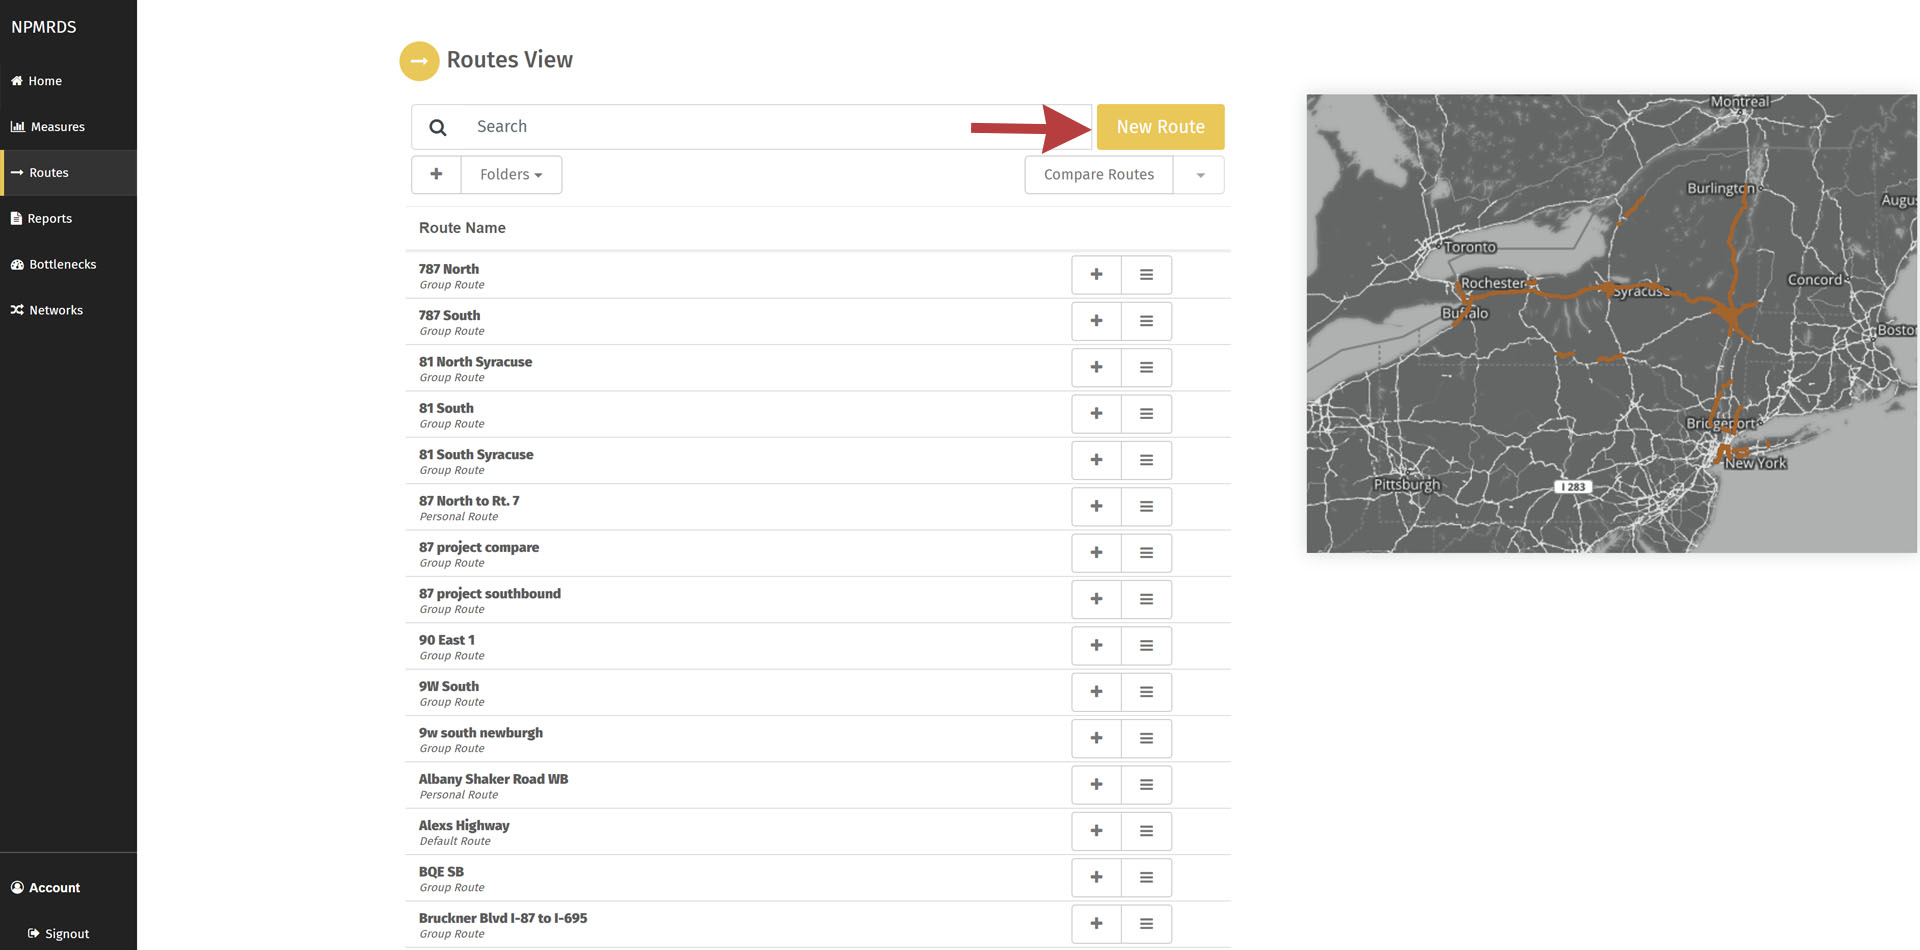 NPMRDS
Home
Measures
Routes
Reports
Bottlenecks
Networks
Account
Signout
Routes View
Search
New Route
Folders
Compare Routes
Route Name
787 North
Group Route
787 South
Group Route
81 North Syracuse
Group Route
81 South
Group Route
81 South Syracuse
Group Route
87 North to Rt. 7
Personal Route
87 project compare
Group Route
87 project southbound
Group Route
90 East 1
Group Route
9W South
Group Route
9w south newburgh
Group Route
Albany Shaker Road WB
Personal Route
Alexs Highway
Default Route
BQE SB
Group Route
Bruckner Blvd I-87 to I-695
Group Route
Montreal
Burlington
Augus
Toronto
Rochester
Syracuse
Concord
Buffalo
Boston
Bridgeport
New York
Pittsburgh
I 283